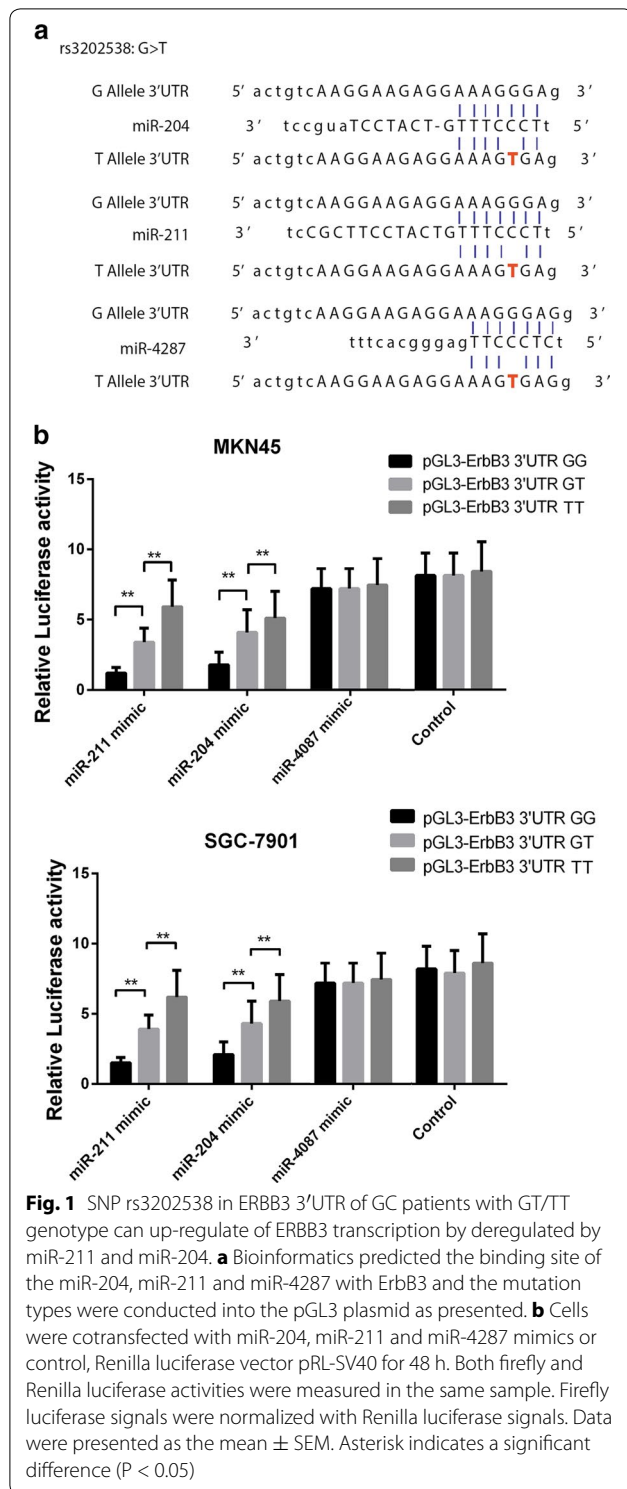 a
rs3202538: G>T
G Allele 3'UTR 5' actgtcAAGGAAGAGGAAAGGGAg 3'
miR-204 3' tccguaTCCTACT-GTTTCCCTt 5'
T Allele 3'UTR 5' actgtcAAGGAAGAGGAAAGTGAg 3'
G Allele 3'UTR 5' actgtcAAGGAAGAGGAAAGGGAg 3'
miR-211 3' tcCGCTTCCTACTGTTTCCCTt 5'
T Allele 3'UTR 5' actgtcAAGGAAGAGGAAAGTGAg 3'
G Allele 3'UTR 5' actgtcAAGGAAGAGGAAAGGGAGg 3'
miR-4287 3' tttcacgggagTTCCCTCt 5'
T Allele 3'UTR 5' actgtcAAGGAAGAGGAAAGTGAGg 3'
b
MKN45
pGL3-ErbB3 3'UTR GG
pGL3-ErbB3 3'UTR GT
pGL3-ErbB3 3'UTR TT
Relative Luciferase activity
15
10
5
0
** ** ** **
miR-211 mimic
miR-204 mimic
miR-4087 mimic
Control
SGC-7901
pGL3-ErbB3 3'UTR GG
pGL3-ErbB3 3'UTR GT
pGL3-ErbB3 3'UTR TT
Relative Luciferase activity
15
10
5
0
** ** ** **
miR-211 mimic
miR-204 mimic
miR-4087 mimic
Control
Fig. 1 SNP rs3202538 in ERBB3 3′UTR of GC patients with GT/TT
genotype can up-regulate of ERBB3 transcription by deregulated by
miR-211 and miR-204. a Bioinformatics predicted the binding site of
the miR-204, miR-211 and miR-4287 with ErbB3 and the mutation
types were conducted into the pGL3 plasmid as presented. b Cells
were cotransfected with miR-204, miR-211 and miR-4287 mimics or
control, Renilla luciferase vector pRL-SV40 for 48 h. Both firefly and
Renilla luciferase activities were measured in the same sample. Firefly
luciferase signals were normalized with Renilla luciferase signals. Data
were presented as the mean ± SEM. Asterisk indicates a significant
difference (P < 0.05)